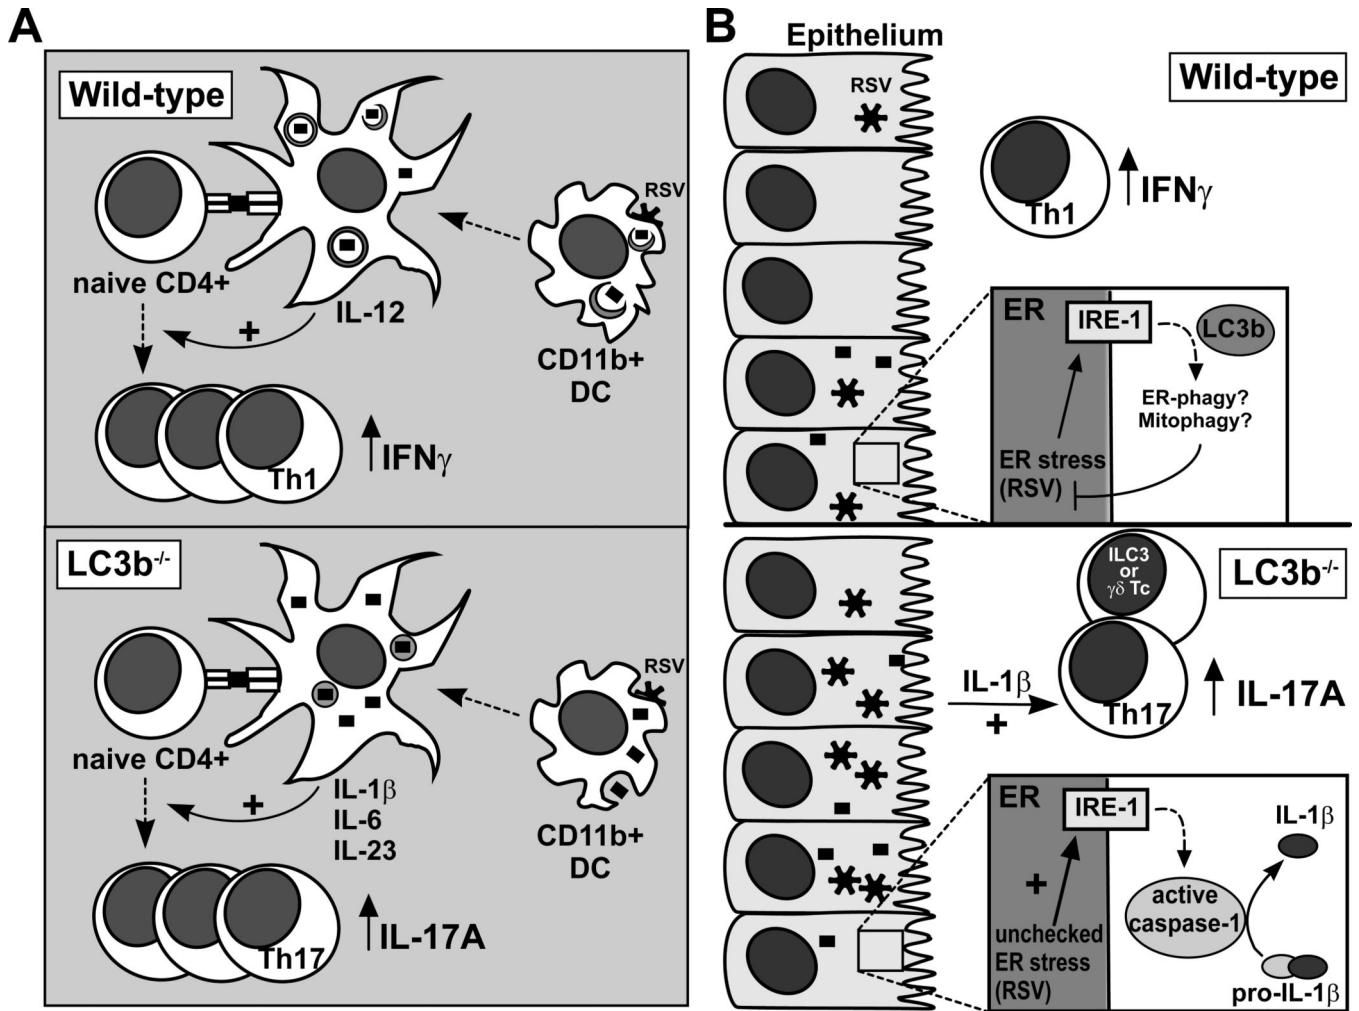 A
Wild-type
RSV
naive CD4+
IL-12
+
CD11b+
DC
Th1
IFNγ
LC3b-/-
RSV
naive CD4+
+
IL-1β
IL-6
IL-23
CD11b+
DC
Th17
IL-17A
B
Epithelium
Wild-type
RSV
Th1
IFNγ
ER
IRE-1
LC3b
ER-phagy?
Mitophagy?
ER stress
(RSV)
LC3b-/-
ILC3
or
γδ Tc
IL-1β
+
Th17
IL-17A
ER
IRE-1
IL-1β
+
active
caspase-1
unchecked
ER stress
(RSV)
pro-IL-1β